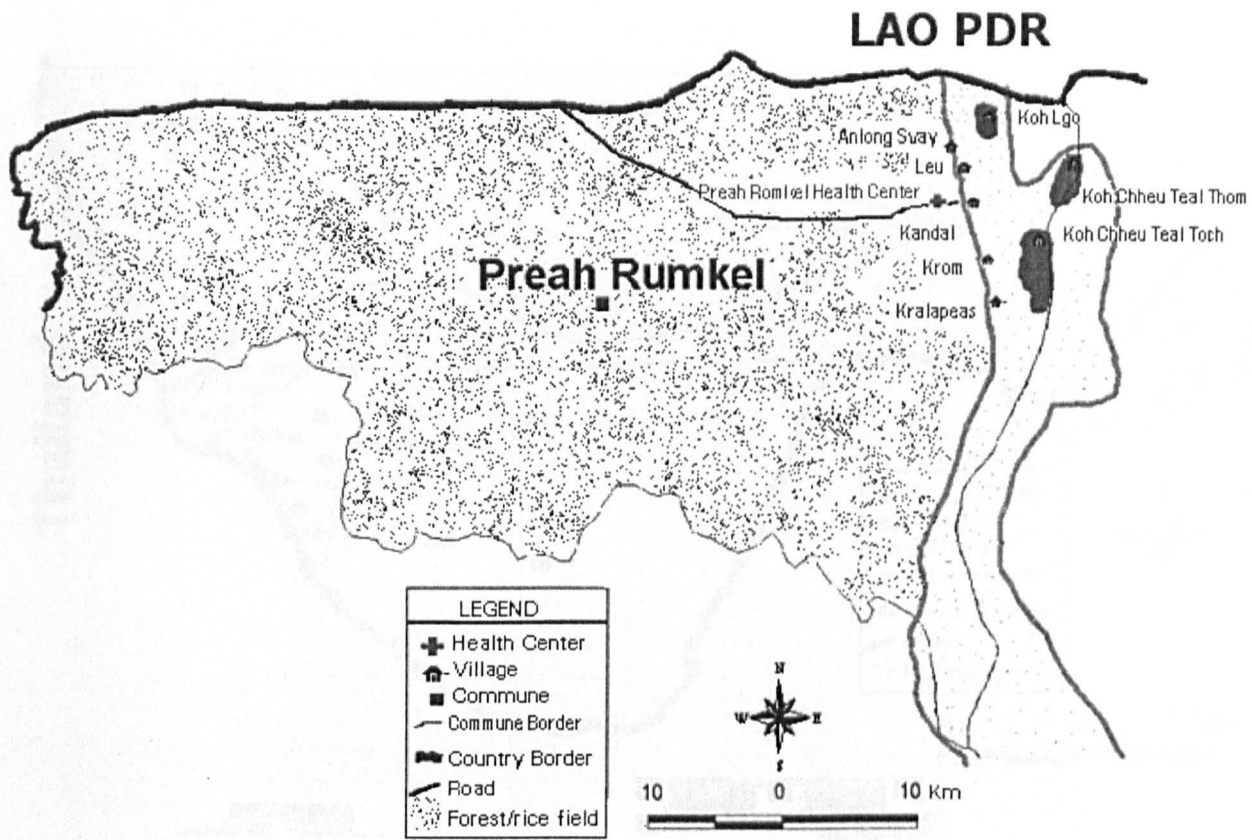 LAO PDR
Koh Lgo
Anlong Svay
Leu
Preah Romkel Health Center
Koh Chheu Teal Thom
Kandal
Koh Chheu Teal Toch
Krom
Preah Rumkel
Kralapeas
LEGEND
Health Center
Village
Commune
Commune Border
Country Border
Road
Forest/rice field
N
W E
S
10 0 10 Km